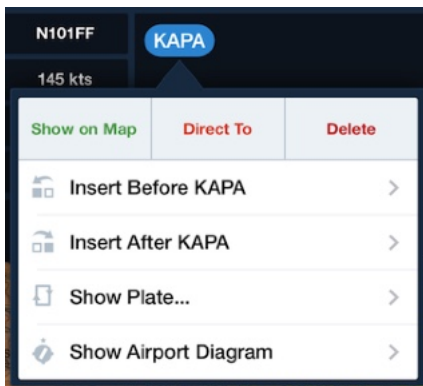 N101FF
KAPA
145 kts
Show on Map
Direct To
Delete
Insert Before KAPA
Insert After KAPA
Show Plate...
Show Airport Diagram